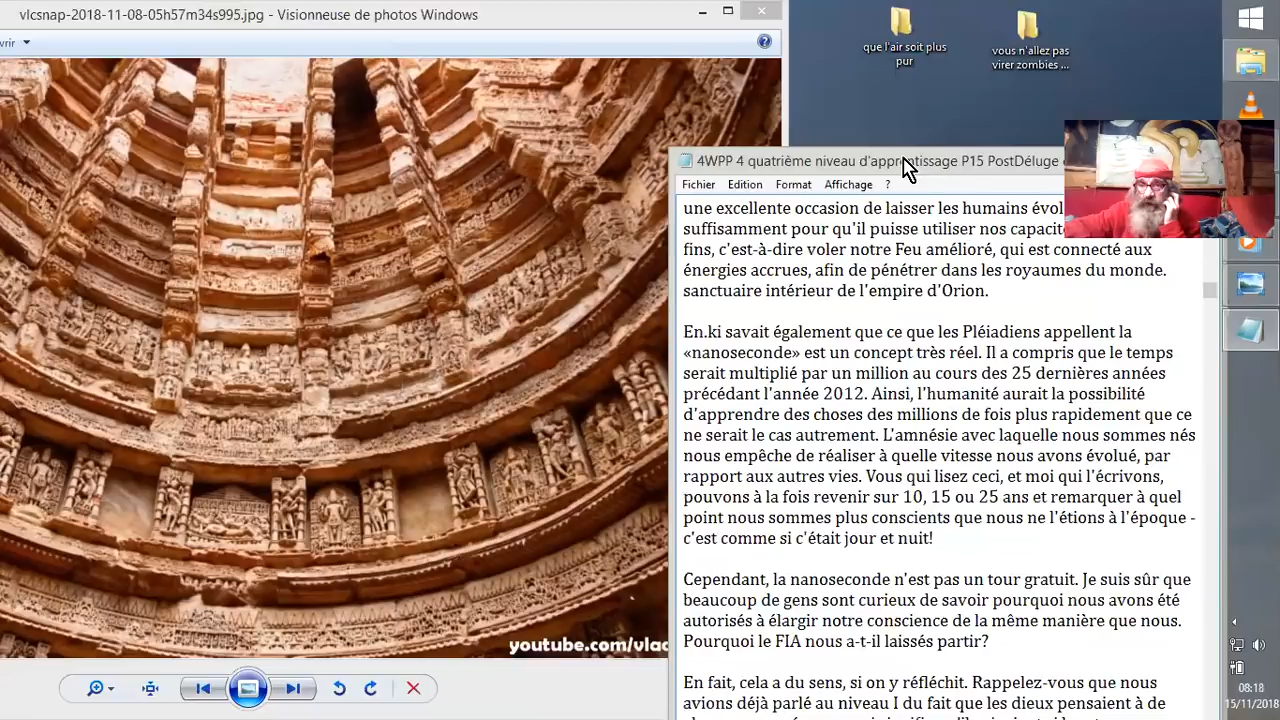 vlcsnap-2018-11-08-05h57m34s995.jpg - Visionneuse de photos Windows
que l'air soit plus
pur
vous n'allez pas
virer zombies ...
4WPP 4 quatrième niveau d'apprentissage P15 PostDéluge
Fichier Edition Format Affichage ?
une excellente occasion de laisser les humains évol
suffisamment pour qu'il puisse utiliser nos capacit
fins, c'est-à-dire voler notre Feu amélioré, qui est connecté aux
énergies accrues, afin de pénétrer dans les royaumes du monde.
sanctuaire intérieur de l'empire d'Orion.
En.ki savait également que ce que les Pléiadiens appellent la
«nanoseconde» est un concept très réel. Il a compris que le temps
serait multiplié par un million au cours des 25 dernières années
précédant l'année 2012. Ainsi, l'humanité aurait la possibilité
d'apprendre des choses des millions de fois plus rapidement que ce
ne serait le cas autrement. L'amnésie avec laquelle nous sommes nés
nous empêche de réaliser à quelle vitesse nous avons évolué, par
rapport aux autres vies. Vous qui lisez ceci, et moi qui l'écrivons,
pouvons à la fois revenir sur 10, 15 ou 25 ans et remarquer à quel
point nous sommes plus conscients que nous ne l'étions à l'époque -
c'est comme si c'était jour et nuit!
Cependant, la nanoseconde n'est pas un tour gratuit. Je suis sûr que
beaucoup de gens sont curieux de savoir pourquoi nous avons été
autorisés à élargir notre conscience de la même manière que nous.
Pourquoi le FIA nous a-t-il laissés partir?
En fait, cela a du sens, si on y réfléchit. Rappelez-vous que nous
avions déjà parlé au niveau I du fait que les dieux pensaient à de
youtube.com/vlad
08:18
15/11/2018